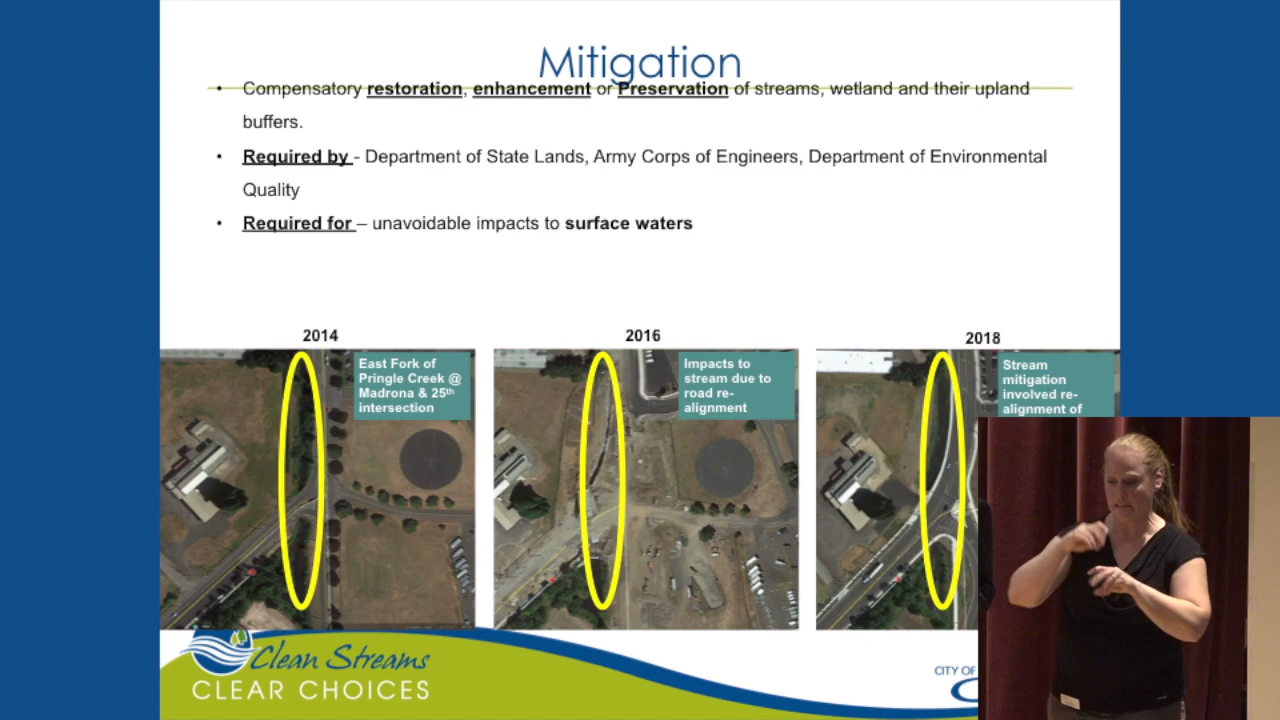 Mitigation
• Compensatory restoration, enhancement or Preservation of streams, wetland and their upland
buffers.
• Required by - Department of State Lands, Army Corps of Engineers, Department of Environmental
Quality
• Required for – unavoidable impacts to surface waters
2014
2016
2018
East Fork of
Pringle Creek @
Madrona & 25th
intersection
Impacts to
stream due to
road re-
alignment
Stream
mitigation
involved re-
alignment of
Clean Streams
CLEAR CHOICES
CITY OF